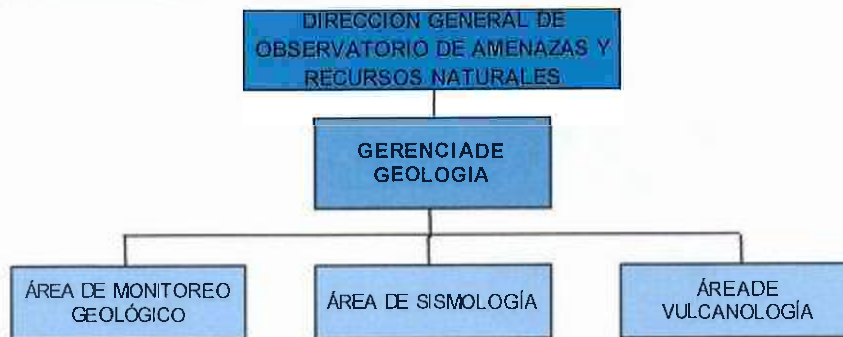 DIRECCION GENERAL DE
OBSERVATORIO DE AMENAZAS Y
RECURSOS NATURALES
GERENCIADE
GEOLOGIA
ÁREA DE MONITOREO
GEOLÓGICO
ÁREA DE SISMOLOGÍA
ÁREADE
VULCANOLOGÍA